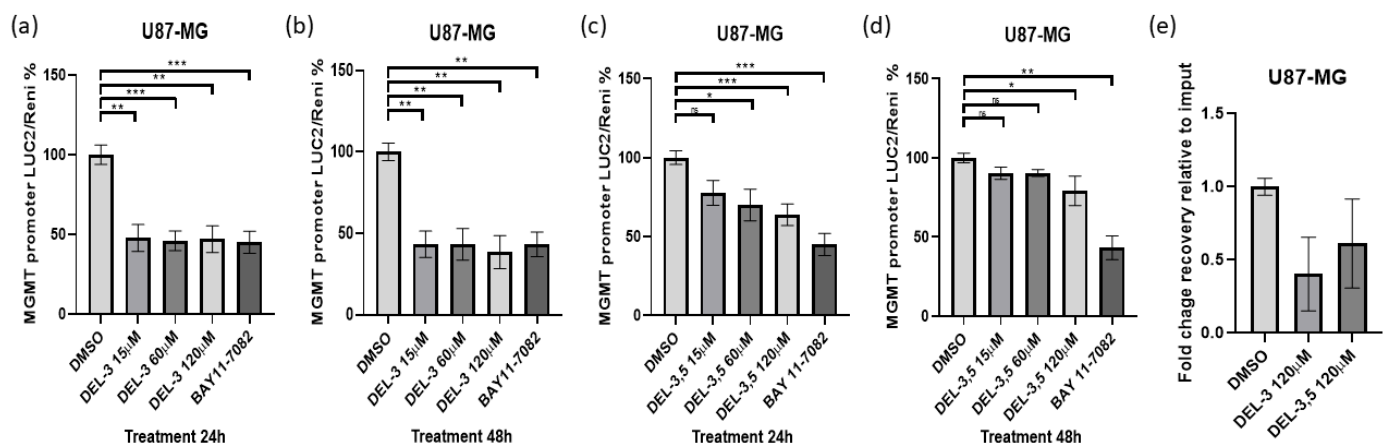 (a)
U87-MG
MGMT promoter LUC2/Reni %
150
100
50
0
***
**
***
**
DMSO
DEL-3 15µM
DEL-3 60µM
DEL-3 120µM
BAY11-7082
Treatment 24h
(b)
U87-MG
MGMT promoter LUC2/Reni %
150
100
50
0
**
**
**
**
DMSO
DEL-3 15µM
DEL-3 60µM
DEL-3 120µM
BAY11-7082
Treatment 48h
(c)
U87-MG
MGMT promoter LUC2/Reni %
150
100
50
0
***
***
*
ns
DMSO
DEL-3,5 15µM
DEL-3,5 60µM
DEL-3,5 120µM
BAY 11-7082
Treatment 24h
(d)
U87-MG
MGMT promoter LUC2/Reni %
150
100
50
0
**
*
ns
ns
DMSO
DEL-3,5 15µM
DEL-3,5 60µM
DEL-3,5 120µM
BAY11-7082
Treatment 48h
(e)
U87-MG
Fold chage recovery relative to imput
1.5
1.0
0.5
0.0
DMSO
DEL-3 120µM
DEL-3,5 120µM